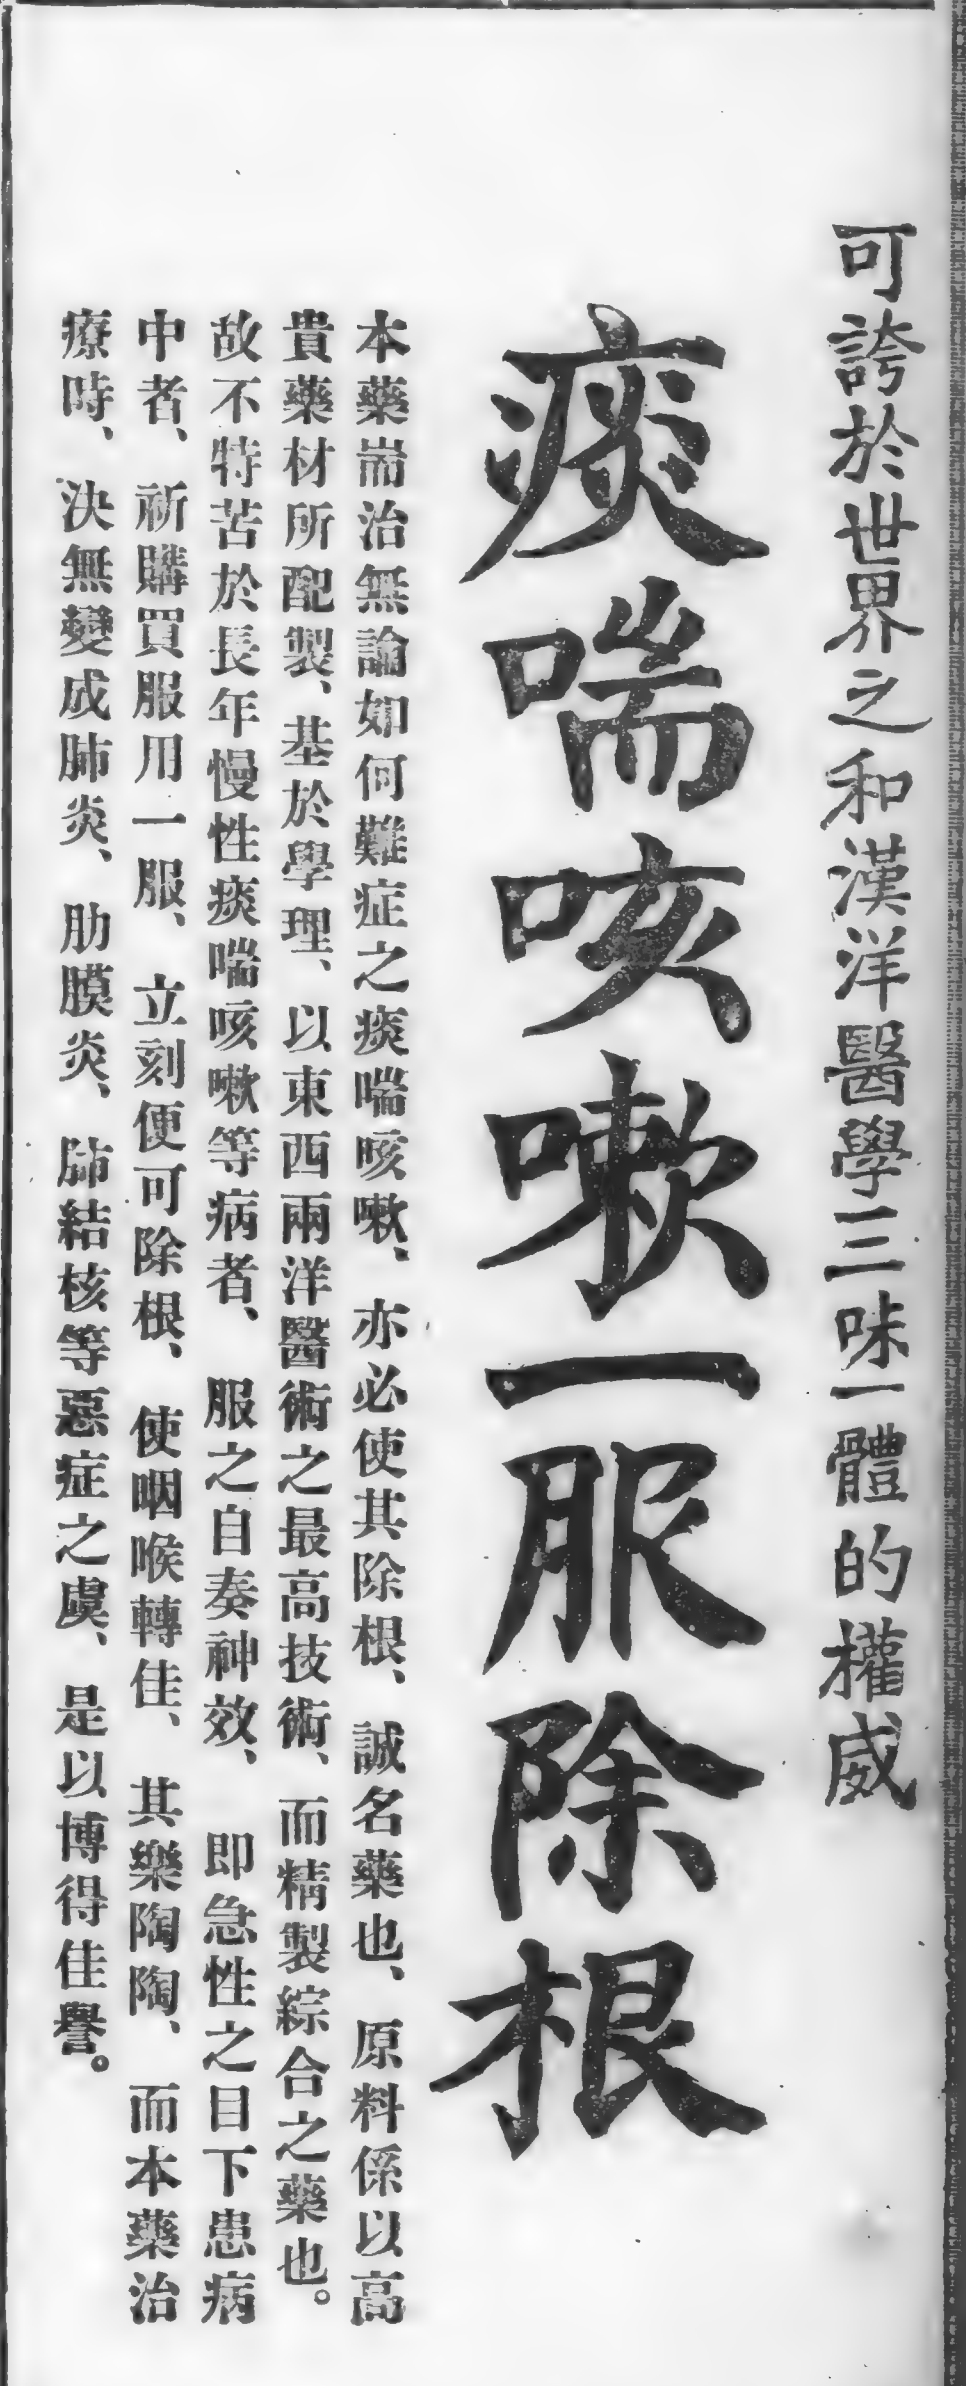 可誇於世界之和漢洋醫學三味一體的權威
痰喘咳嗽一服除根
本藥耑治無論如何難症之痰喘咳嗽、亦必使其除根、誠名藥也、原料係以高
貴藥材所配製、基於學理、以東西兩洋醫術之最高技術、而精製綜合之藥也。
故不特苦於長年慢性痰喘咳嗽等病者、服之自奏神效、即急性之目下患病
中者、祈購買服用一服、立刻便可除根、使咽喉轉佳、其樂陶陶、而本藥治
療時、決無變成肺炎、肋膜炎、肺結核等惡症之虞、是以博得佳譽。